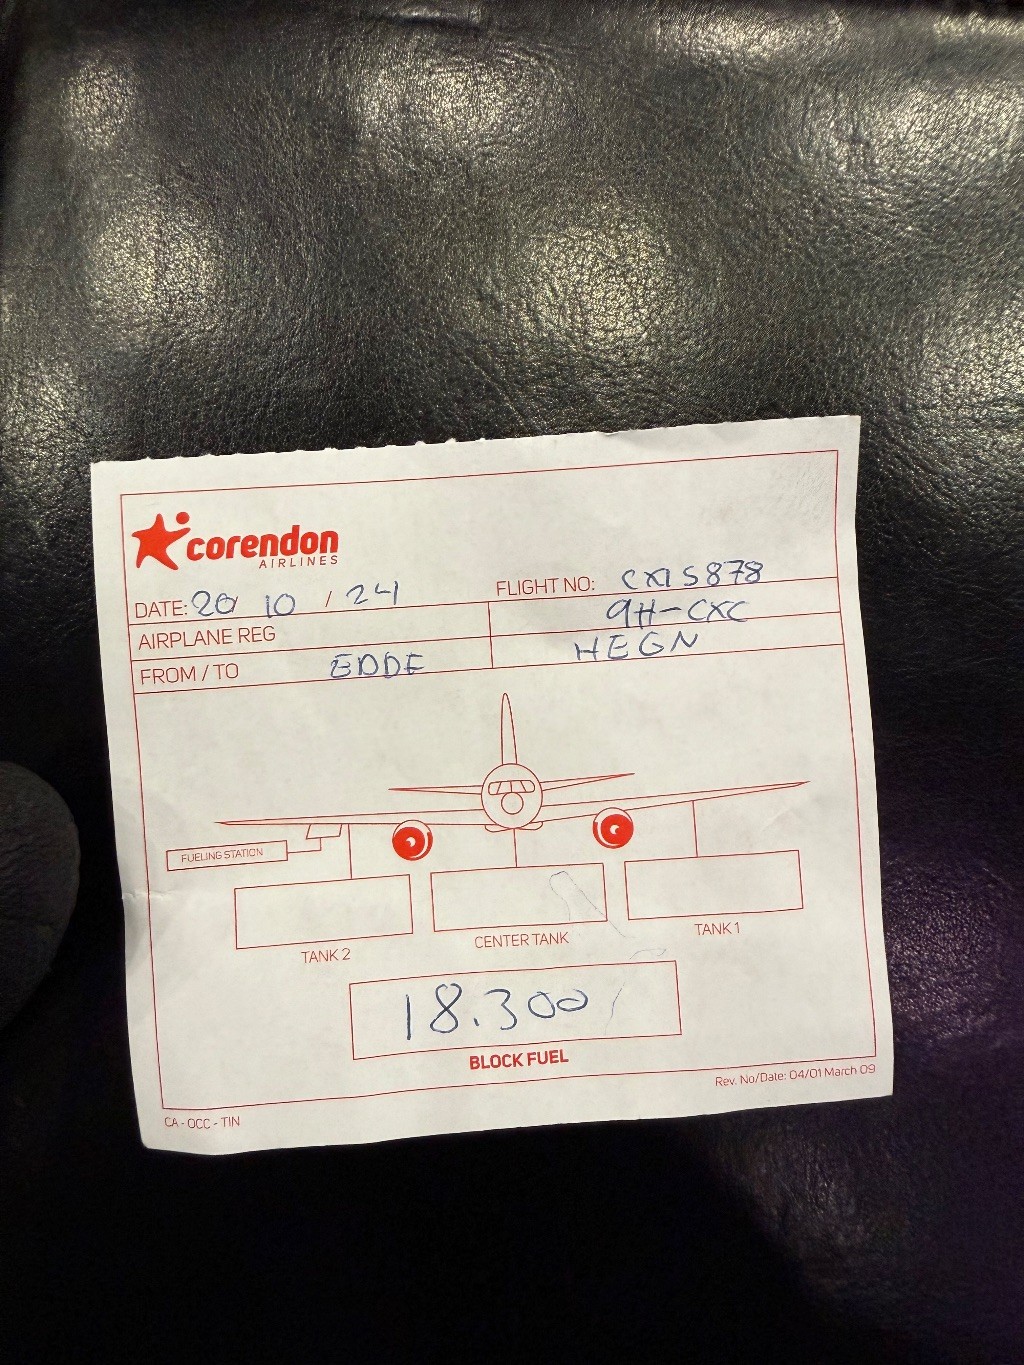 corendon
AIRLINES
DATE: 20/ 10 / 24 FLIGHT NO: CXI 5878
AIRPLANE REG 9H-CXC
FROM / TO EDDE HEGN
FUELING STATION
TANK 2 CENTER TANK TANK 1
18.300
BLOCK FUEL
CA - OCC - TIN Rev. No/Date: 04/01 March 09